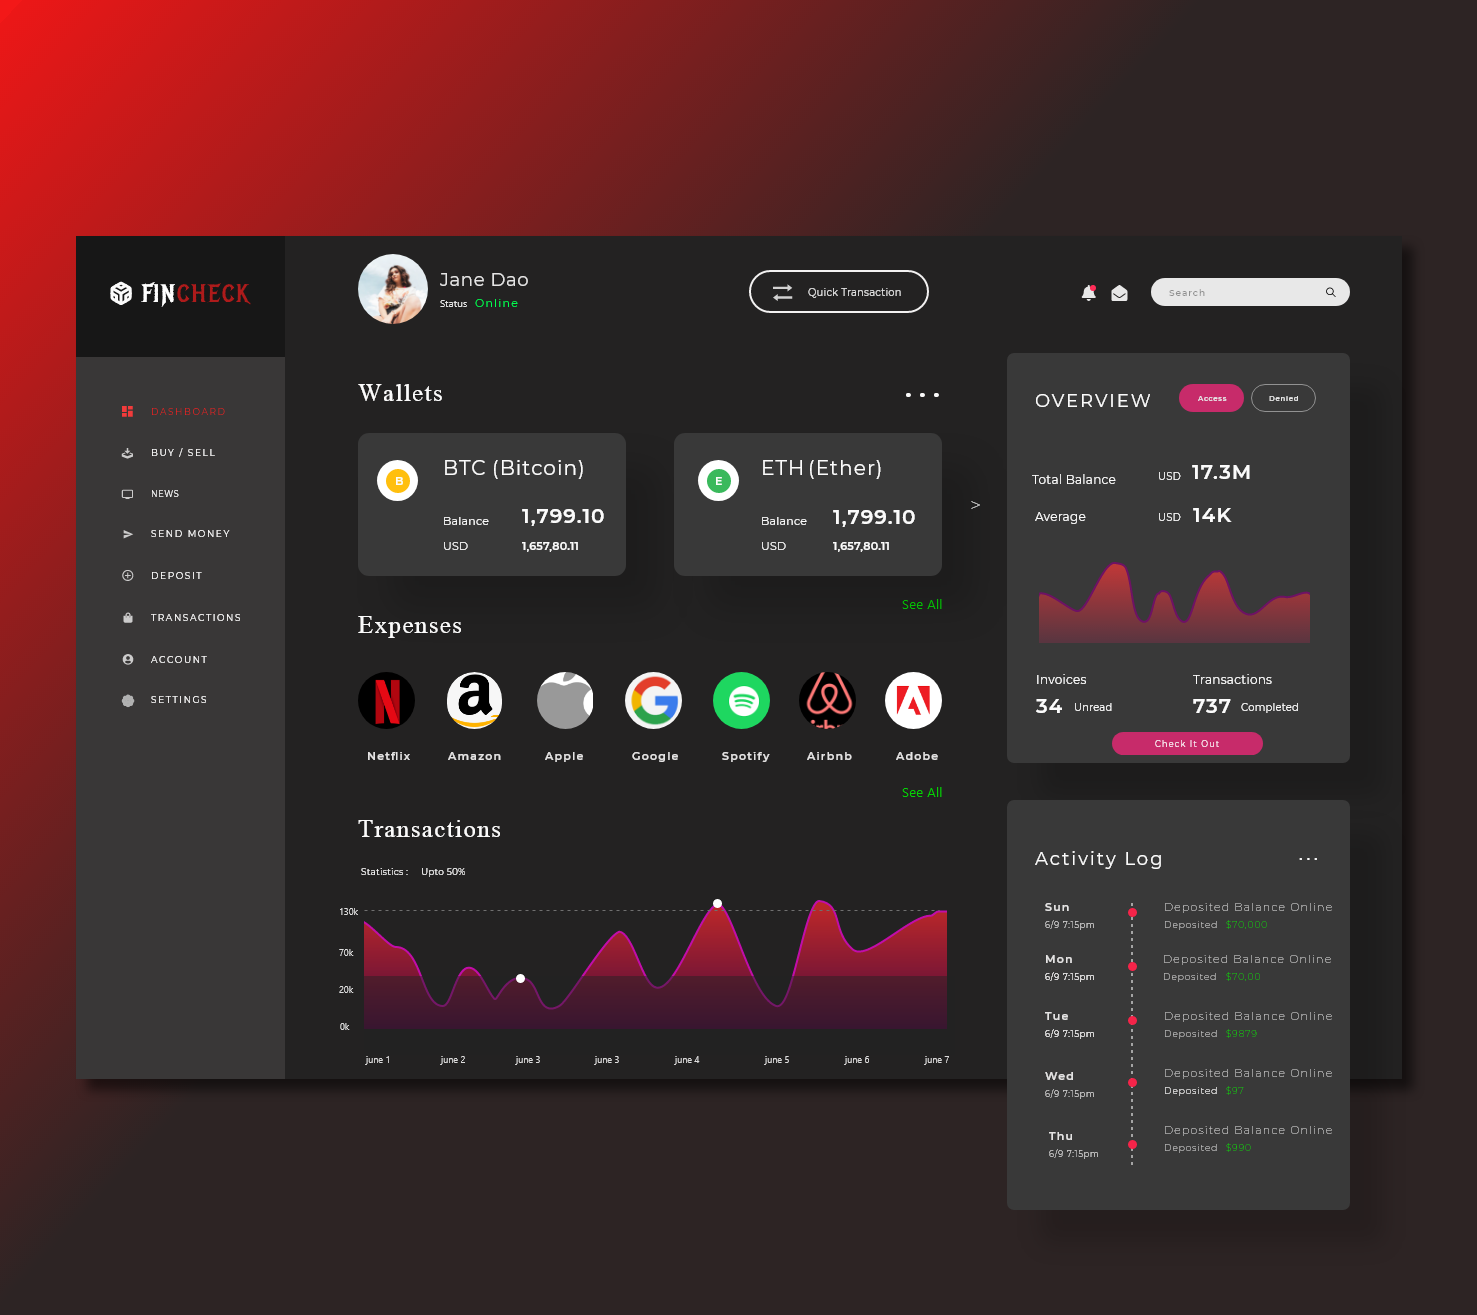 FINCHECK
DASHBOARD
BUY / SELL
NEWS
SEND MONEY
DEPOSIT
TRANSACTIONS
ACCOUNT
SETTINGS
Jane Dao
Status Online
Quick Transaction
Search
Wallets
B
BTC (Bitcoin)
Balance 1,799.10
USD 1,657,80.11
E
ETH (Ether)
Balance 1,799.10
USD 1,657,80.11
>
See All
Expenses
Netflix Amazon Apple Google Spotify Airbnb Adobe
See All
Transactions
Statistics : Upto 50%
130k
70k
20k
0k
june 1 june 2 june 3 june 3 june 4 june 5 june 6 june 7
OVERVIEW
Access Denied
Total Balance USD 17.3M
Average USD 14K
Invoices
34 Unread
Transactions
737 Completed
Check It Out
Activity Log
Sun
6/9 7:15pm
Deposited Balance Online
Deposited $70,000
Mon
6/9 7:15pm
Deposited Balance Online
Deposited $70,00
Tue
6/9 7:15pm
Deposited Balance Online
Deposited $9879
Wed
6/9 7:15pm
Deposited Balance Online
Deposited $97
Thu
6/9 7:15pm
Deposited Balance Online
Deposited $990